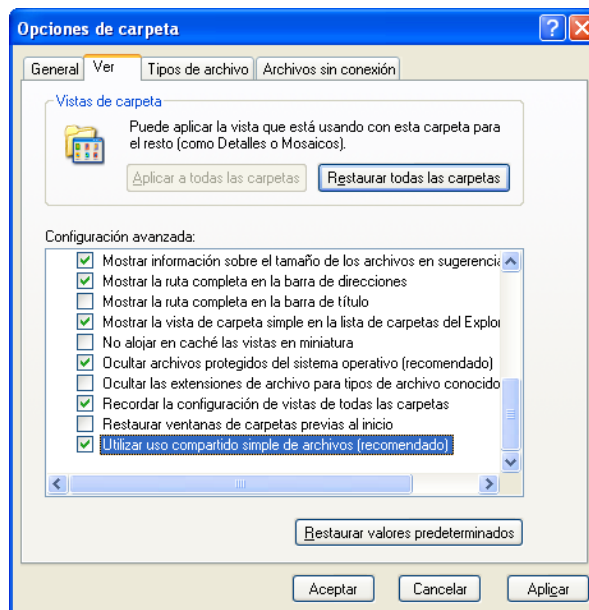 Opciones de carpeta
General Ver Tipos de archivo Archivos sin conexión
Vistas de carpeta
Puede aplicar la vista que está usando con esta carpeta para
el resto (como Detalles o Mosaicos).
Aplicar a todas las carpetas Restaurar todas las carpetas
Configuración avanzada:
Mostrar información sobre el tamaño de los archivos en sugerencia
Mostrar la ruta completa en la barra de direcciones
Mostrar la ruta completa en la barra de título
Mostrar la vista de carpeta simple en la lista de carpetas del Explor
No alojar en caché las vistas en miniatura
Ocultar archivos protegidos del sistema operativo (recomendado)
Ocultar las extensiones de archivo para tipos de archivo conocido
Recordar la configuración de vistas de todas las carpetas
Restaurar ventanas de carpetas previas al inicio
Utilizar uso compartido simple de archivos (recomendado)
Restaurar valores predeterminados
Aceptar Cancelar Aplicar